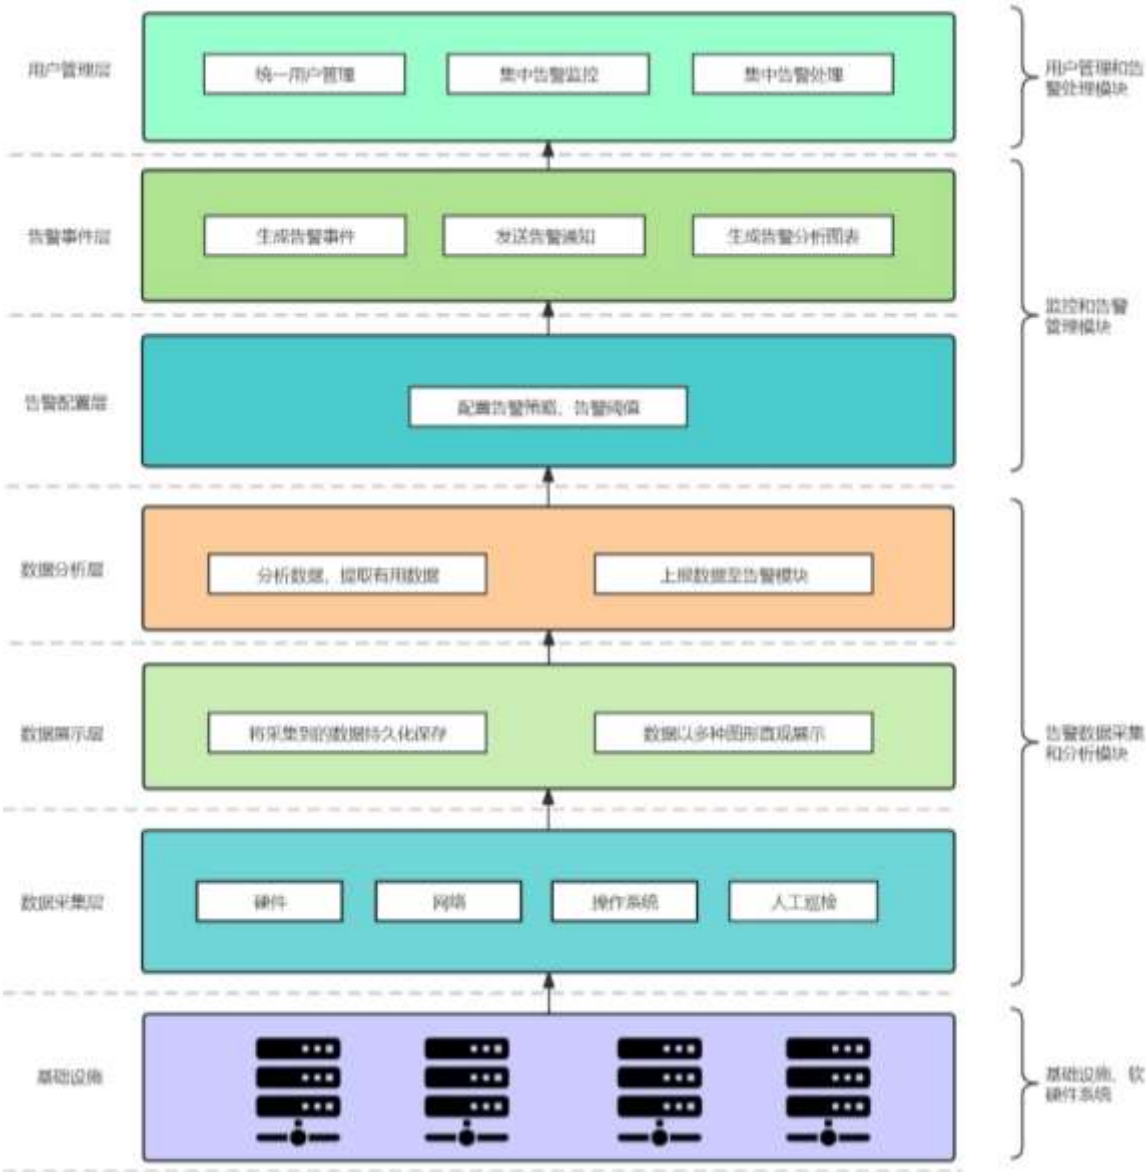 用户管理层
统一用户管理
集中告警监控
集中告警处理
用户管理和告
警处理模块
告警事件层
生成告警事件
发送告警通知
生成告警分析图表
监控和告警
管理模块
告警配置层
配置告警策略、告警阈值
数据分析层
分析数据、提取有用数据
上报数据至告警模块
数据展示层
将采集到的数据持久化保存
数据以多种图形直观展示
告警数据采集
和分析模块
数据采集层
硬件
网络
操作系统
人工巡检
基础设施
基础设施、软
硬件系统